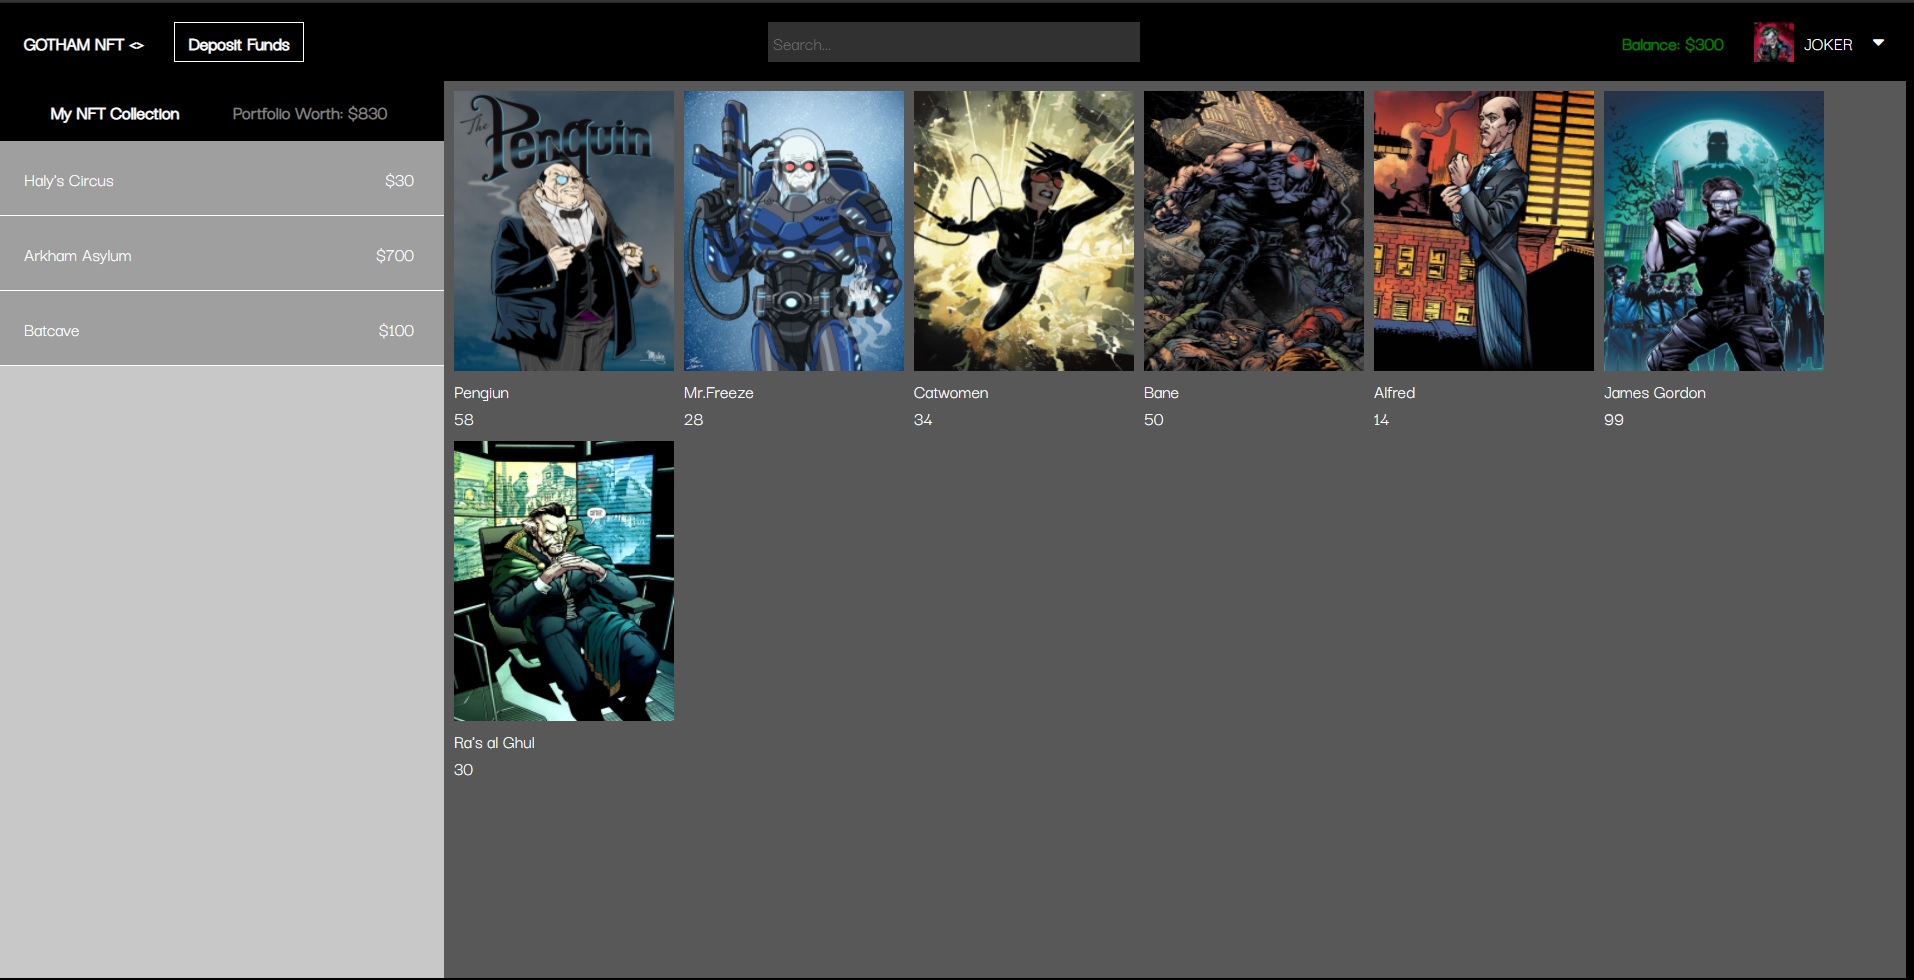 GOTHAM NFT <>
Deposit Funds
Search...
Balance: $300
JOKER
My NFT Collection
Portfolio Worth: $830
Haly's Circus $30
Arkham Asylum $700
Batcave $100
The Penguin
Pengiun
58
Mr.Freeze
28
Catwomen
34
Bane
50
Alfred
14
James Gordon
99
Ra's al Ghul
30